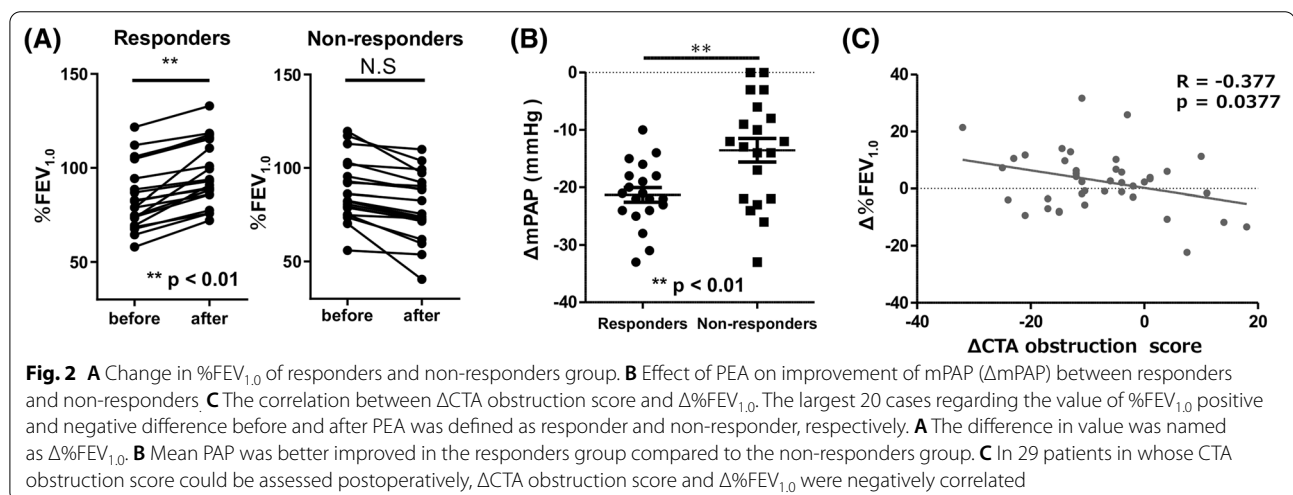 (A)
Responders
**
150
100
50
%FEV1.0
** p < 0.01
before after
Non-responders
N.S
150
100
50
%FEV1.0
before after
(B)
**
0
-10
-20
-30
-40
ΔmPAP (mmHg)
** p < 0.01
Responders Non-responders
(C)
R = -0.377
p = 0.0377
40
20
0
-20
-40
Δ%FEV1.0
-40 -20 0 20
ΔCTA obstruction score
Fig. 2 A Change in %FEV1.0 of responders and non-responders group. B Effect of PEA on improvement of mPAP (ΔmPAP) between responders
and non-responders. C The correlation between ΔCTA obstruction score and Δ%FEV1.0. The largest 20 cases regarding the value of %FEV1.0 positive
and negative difference before and after PEA was defined as responder and non-responder, respectively. A The difference in value was named
as Δ%FEV1.0. B Mean PAP was better improved in the responders group compared to the non-responders group. C In 29 patients in whose CTA
obstruction score could be assessed postoperatively, ΔCTA obstruction score and Δ%FEV1.0 were negatively correlated